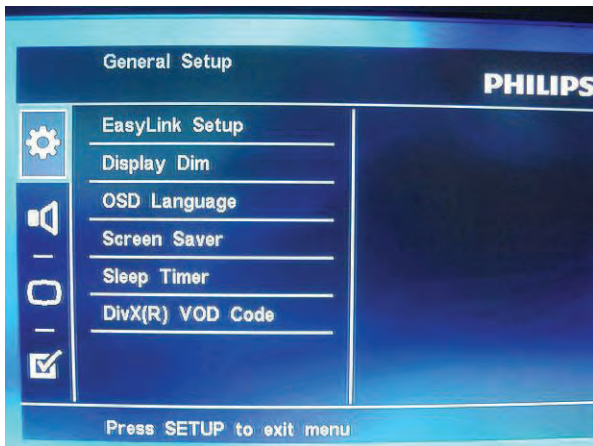 General Setup
PHILIPS
EasyLink Setup
Display Dim
OSD Language
Screen Saver
Sleep Timer
DivX(R) VOD Code
Press SETUP to exit menu